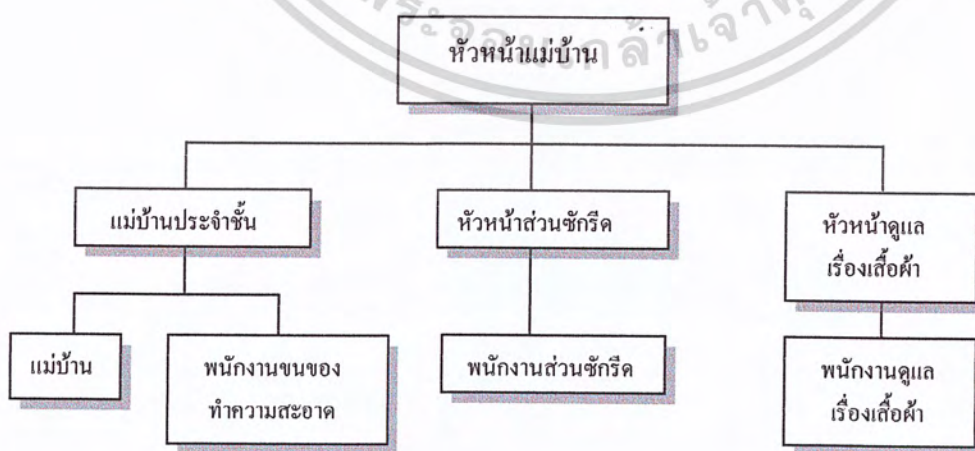 หัวหน้าแม่บ้าน
แม่บ้านประจำชั้น
หัวหน้าส่วนซักรีด
หัวหน้าดูแล
เรื่องเสื้อผ้า
แม่บ้าน
พนักงานขนของ
ทำความสะอาด
พนักงานส่วนซักรีด
พนักงานดูแล
เรื่องเสื้อผ้า